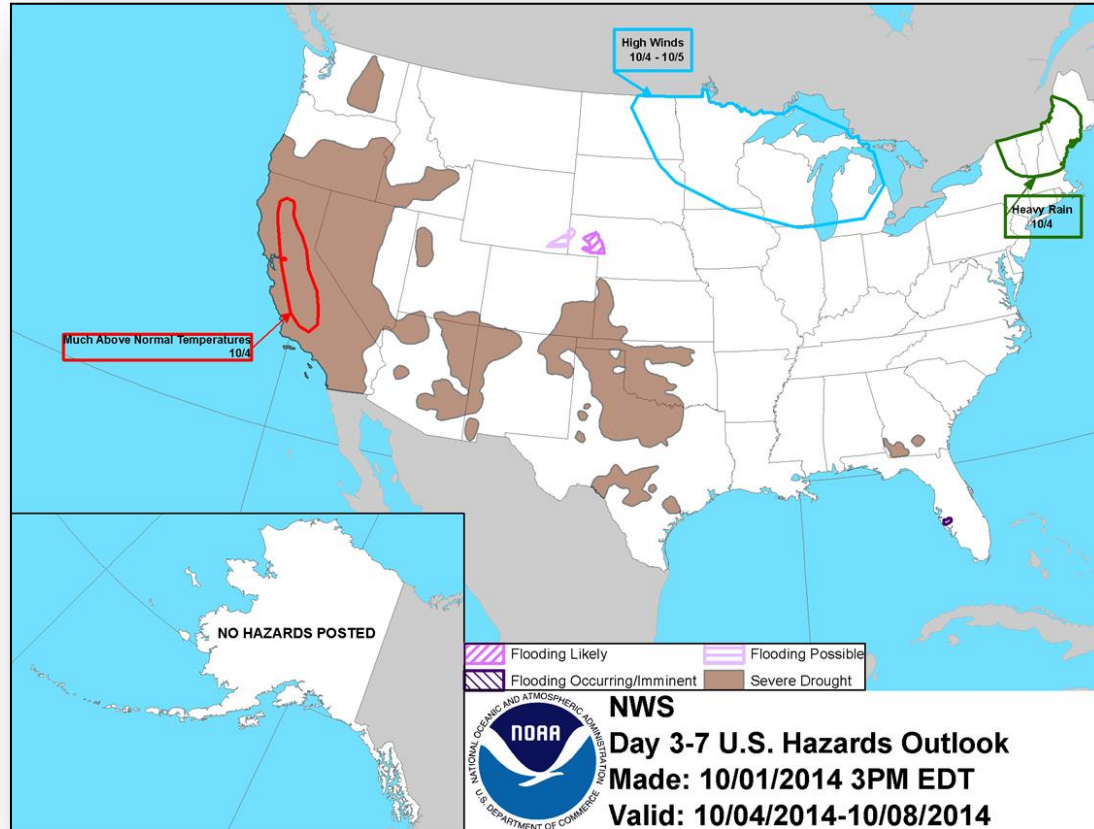 High Winds
10/4 - 10/5
Heavy Rain
10/4
Much Above Normal Temperatures
10/4
NO HAZARDS POSTED
Flooding Likely
Flooding Possible
Flooding Occurring/Imminent
Severe Drought
NATIONAL OCEANIC AND ATMOSPHERIC ADMINISTRATION
NOAA
U.S. DEPARTMENT OF COMMERCE
NWS
Day 3-7 U.S. Hazards Outlook
Made: 10/01/2014 3PM EDT
Valid: 10/04/2014-10/08/2014